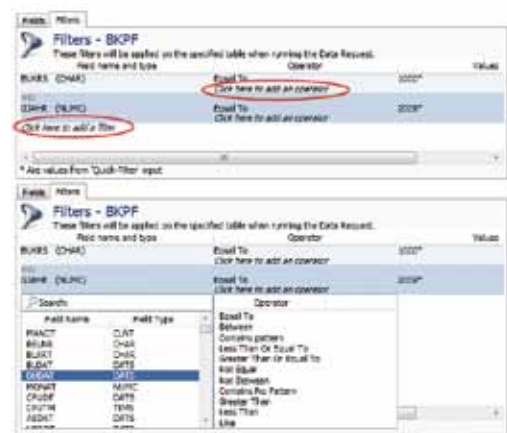 Fields Filters
Filters - BKPF
These filters will be applied on the specified table when running the Data Request.
Field name and type Operator Values
BUKRS (CHAR) Equal To 1000*
Click here to add an operator
AND
GJAHR (NUMC) Equal To
Click here to add an operator
Click here to add a filter
* Are values from 'Quick-Filter' input
Fields Filters
Filters - BKPF
These filters will be applied on the specified table when running the Data Request.
Field name and type Operator Values
BUKRS (CHAR) Equal To 1000*
Click here to add an operator
AND
GJAHR (NUMC) Equal To
Click here to add an operator
Search: Operator
Field Name Field Type Equal To
Between
CLNT Contains pattern
BELNR CHAR Less Than Or Equal To
BLART CHAR Greater Than Or Equal To
BLDAT DATS Not Equal
BUDAT DATS Not Between
MONAT NUMC Contains No Pattern
CPUDT DATS Greater Than
CPUTM TIMS Less Than
AEDAT DATS Like